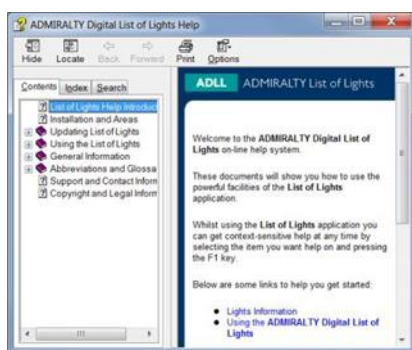 ADMIRALTY Digital List of Lights Help
Hide Locate Back Forward Print Options
Contents Index Search
List of Lights Help Introduct
Installation and Areas
Updating List of Lights
Using the List of Lights
General Information
Abbreviations and Glossa
Support and Contact Inform
Copyright and Legal Inform
ADLL ADMIRALTY List of Lights
Welcome to the ADMIRALTY Digital List of
Lights on-line help system.
These documents will show you how to use the
powerful facilities of the List of Lights
application.
Whilst using the List of Lights application you
can get context-sensitive help at any time by
selecting the item you want help on and pressing
the F1 key.
Below are some links to help you get started:
Lights Information
Using the ADMIRALTY Digital List of
Lights